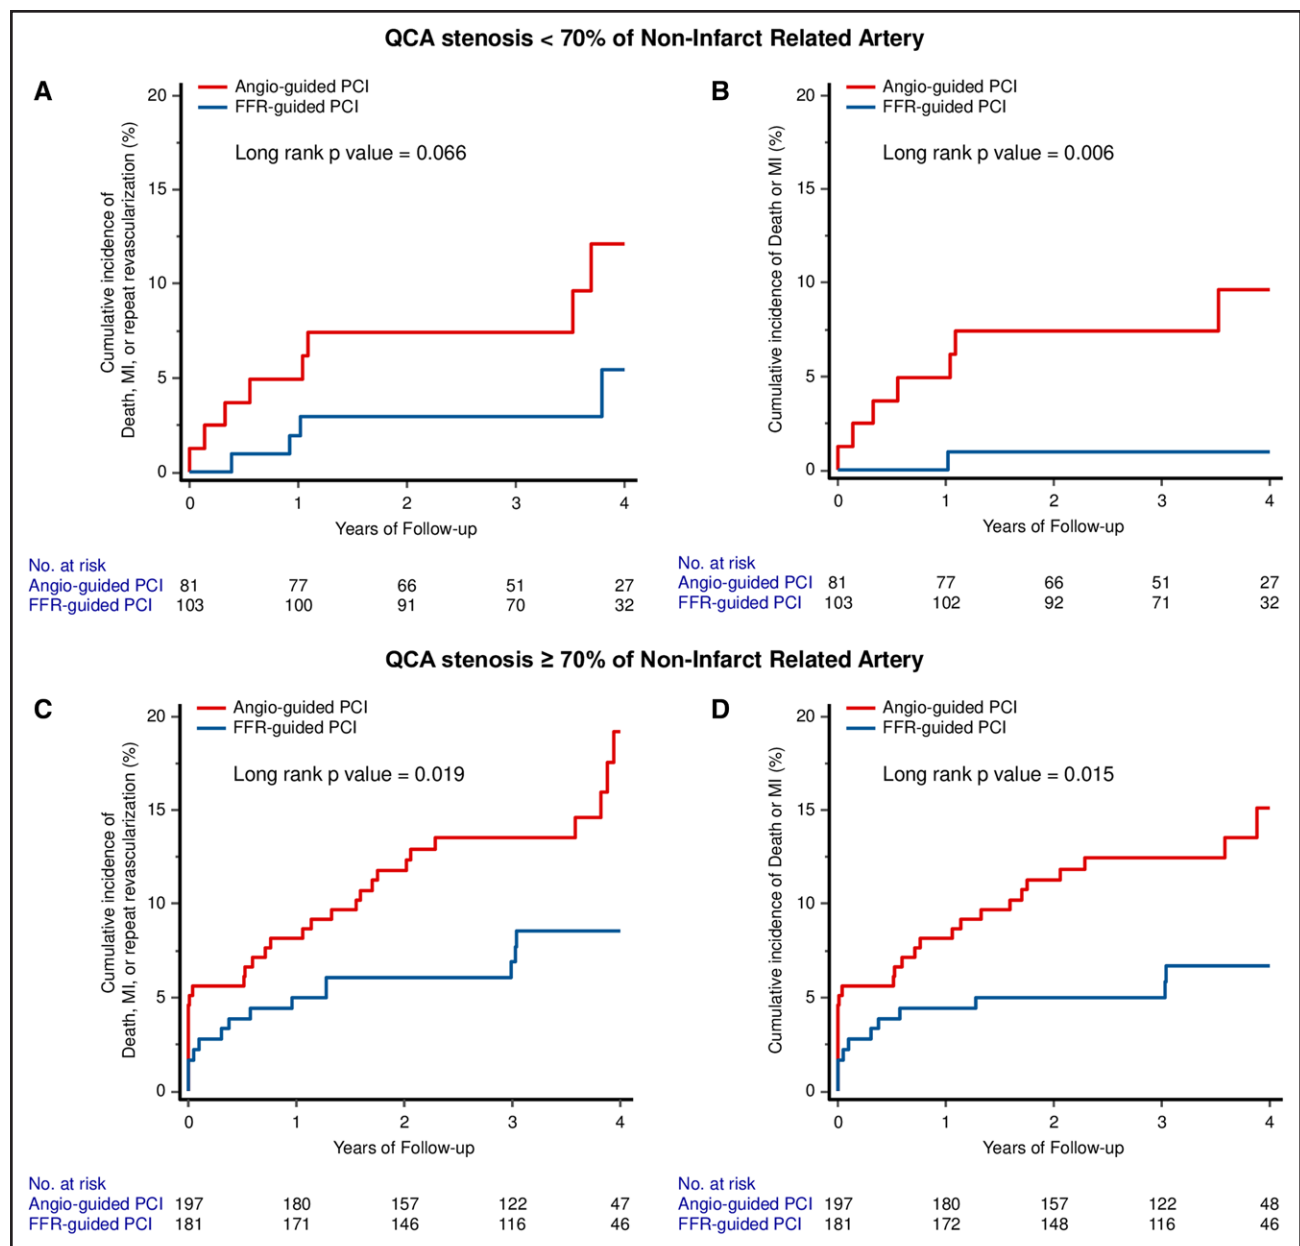 QCA stenosis < 70% of Non-Infarct Related Artery
A
Angio-guided PCI
FFR-guided PCI
Long rank p value = 0.066
Cumulative incidence of
Death, MI, or repeat revascularization (%)
20
15
10
5
0
0 1 2 3 4
Years of Follow-up
No. at risk
Angio-guided PCI 81 77 66 51 27
FFR-guided PCI 103 100 91 70 32
B
Angio-guided PCI
FFR-guided PCI
Long rank p value = 0.006
Cumulative incidence of Death or MI (%)
20
15
10
5
0
0 1 2 3 4
Years of Follow-up
No. at risk
Angio-guided PCI 81 77 66 51 27
FFR-guided PCI 103 102 92 71 32
QCA stenosis ≥ 70% of Non-Infarct Related Artery
C
Angio-guided PCI
FFR-guided PCI
Long rank p value = 0.019
Cumulative incidence of
Death, MI, or repeat revascularization (%)
20
15
10
5
0
0 1 2 3 4
Years of Follow-up
No. at risk
Angio-guided PCI 197 180 157 122 47
FFR-guided PCI 181 171 146 116 46
D
Angio-guided PCI
FFR-guided PCI
Long rank p value = 0.015
Cumulative incidence of Death or MI (%)
20
15
10
5
0
0 1 2 3 4
Years of Follow-up
No. at risk
Angio-guided PCI 197 180 157 122 48
FFR-guided PCI 181 172 148 116 46